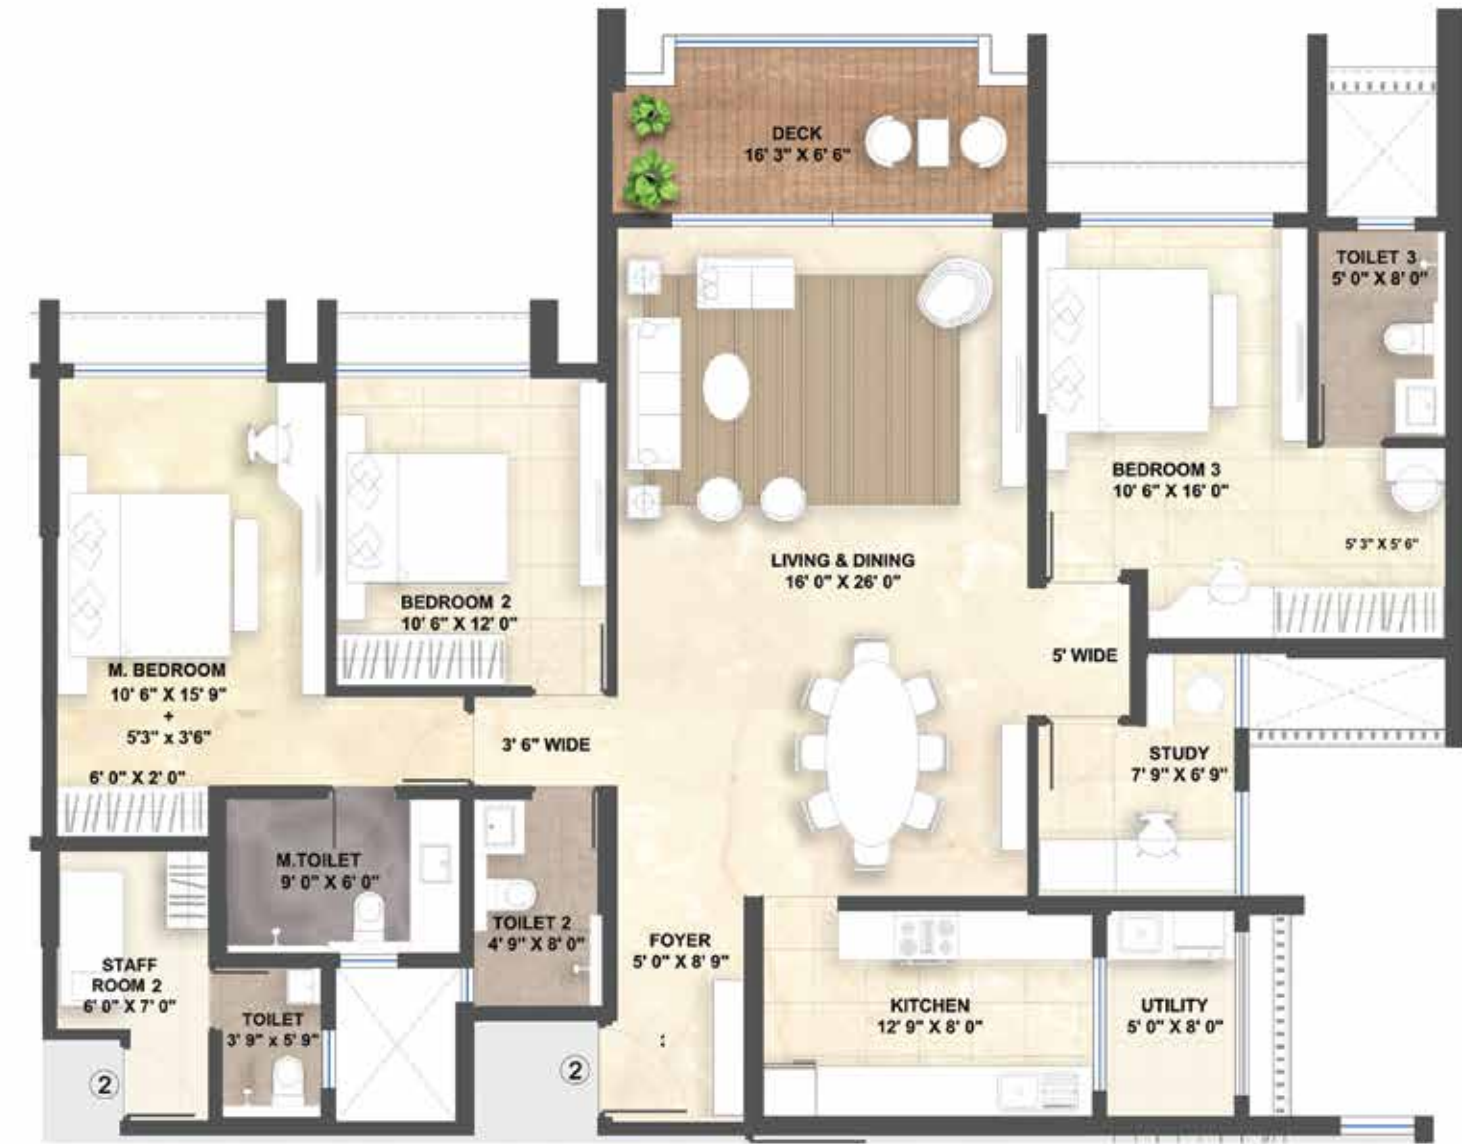 DECK
16' 3" X 6' 6"
TOILET 3
5' 0" X 8' 0"
BEDROOM 3
10' 6" X 16' 0"
5' 3" X 5' 6"
LIVING & DINING
16' 0" X 26' 0"
BEDROOM 2
10' 6" X 12' 0"
M. BEDROOM
10' 6" X 15' 9"
+
5'3" x 3'6"
6' 0" X 2' 0"
3' 6" WIDE
5' WIDE
STUDY
7' 9" X 6' 9"
M.TOILET
9' 0" X 6' 0"
TOILET 2
4' 9" X 8' 0"
FOYER
5' 0" X 8' 9"
STAFF
ROOM 2
6' 0" X 7' 0"
TOILET
3' 9" x 5' 9"
KITCHEN
12' 9" X 8' 0"
UTILITY
5' 0" X 8' 0"
2
2